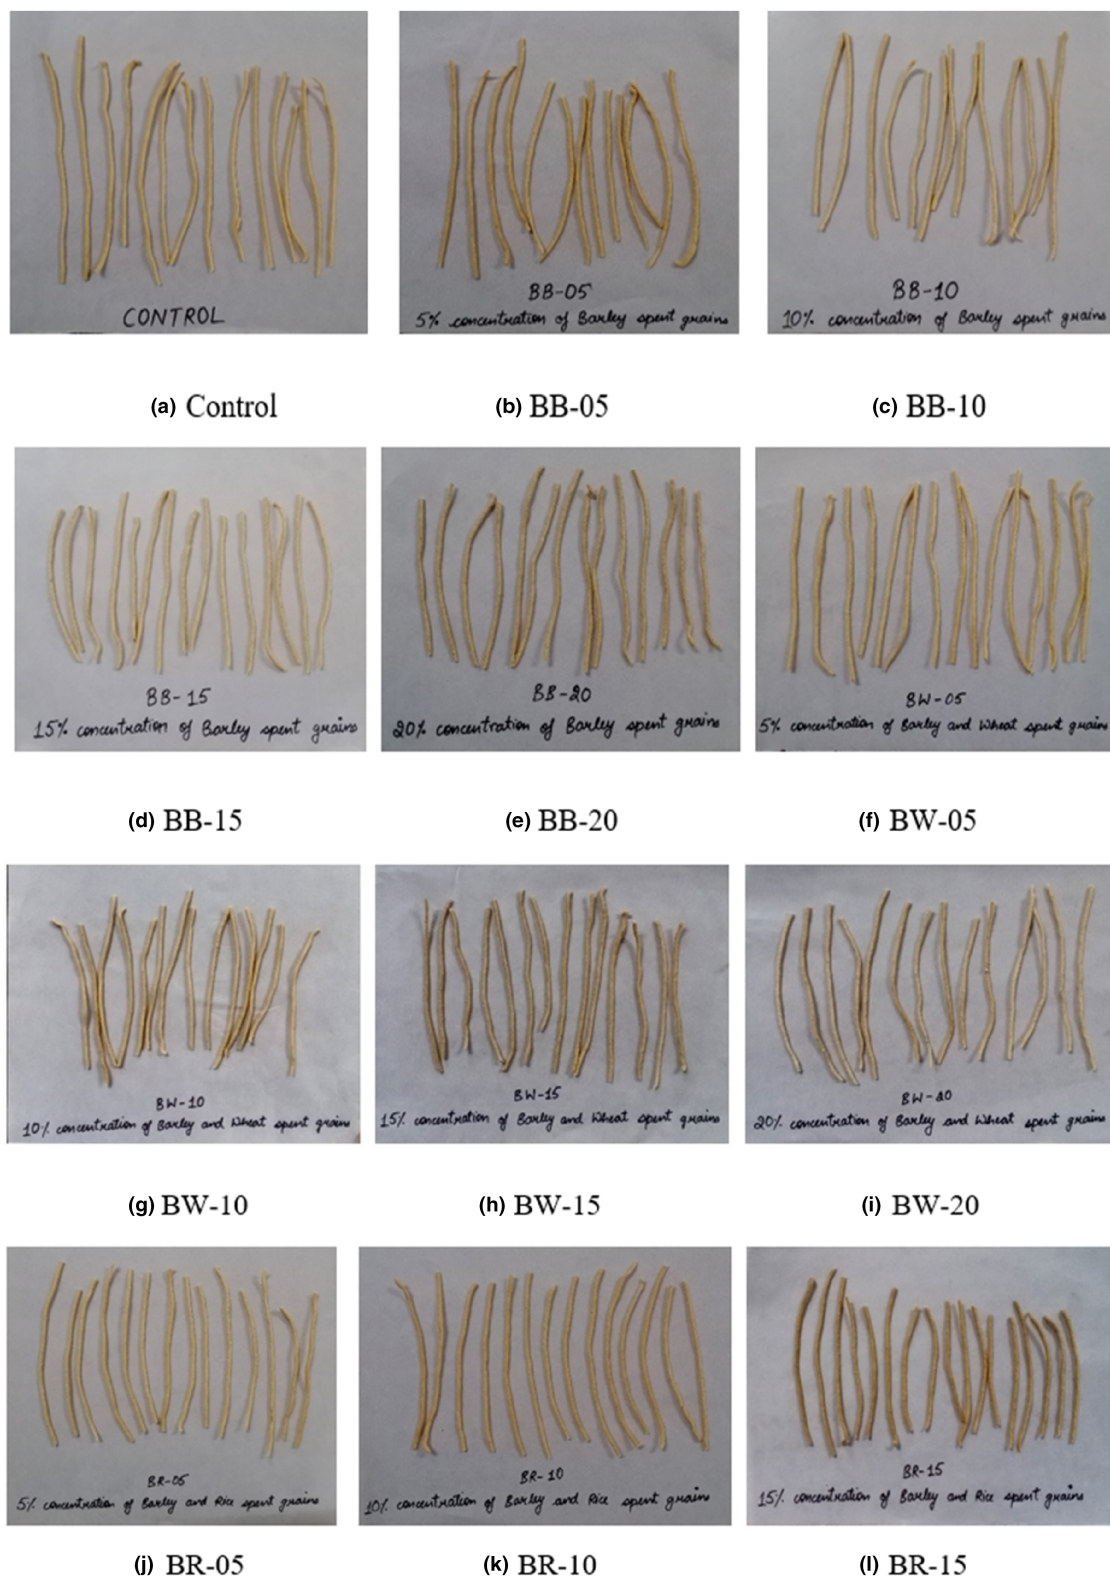 CONTROL
BB-05
5% concentration of Barley spent grains
BB-10
10% concentration of Barley spent grains
(a) Control
(b) BB-05
(c) BB-10
BB-15
15% concentration of Barley spent grains
BB-20
20% concentration of Barley spent grains
BW-05
5% concentration of Barley and Wheat spent grains
(d) BB-15
(e) BB-20
(f) BW-05
BW-10
10% concentration of Barley and Wheat spent grains
BW-15
15% concentration of Barley and Wheat spent grains
BW-20
20% concentration of Barley and Wheat spent grains
(g) BW-10
(h) BW-15
(i) BW-20
BR-05
5% concentration of Barley and Rice spent grains
BR-10
10% concentration of Barley and Rice spent grains
BR-15
15% concentration of Barley and Rice spent grains
(j) BR-05
(k) BR-10
(l) BR-15